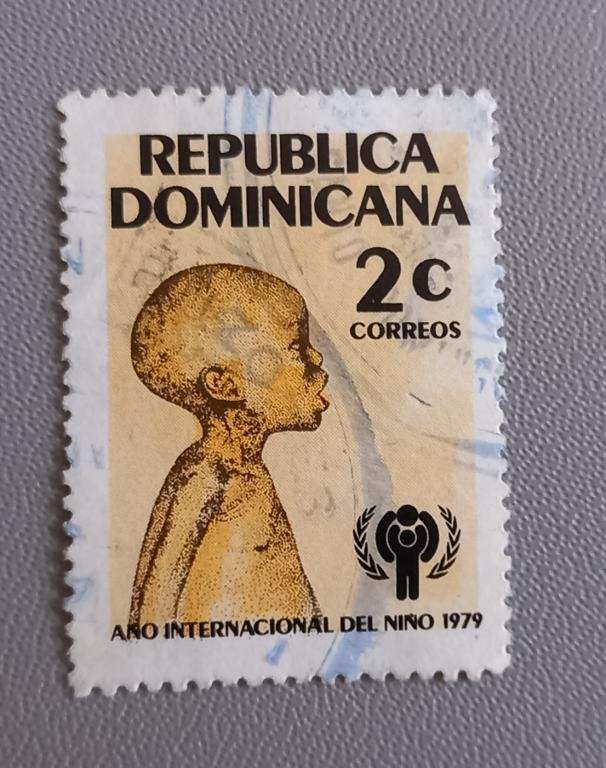 REPUBLICA
DOMINICANA
2c
CORREOS
AÑO INTERNACIONAL DEL NIÑO 1979